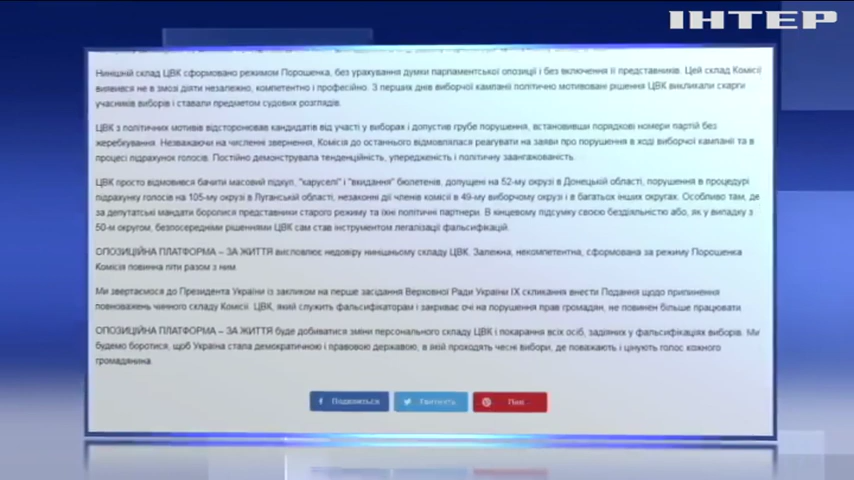 ІНТЕР
Нинішній склад ЦВК сформовано режимом Порошенка, без урахування думки парламентської опозиції і без включення її представників. Цей склад Комісії
виявився не в змозі діяти незалежно, компетентно і професійно. З перших днів виборчої кампанії політично мотивовані рішення ЦВК викликали скарги
учасників виборів і ставали предметом судових розглядів.
ЦВК з політичних мотивів відсторонював кандидатів від участі у виборах і допустив грубе порушення, встановивши порядкові номери партій без
жеребкування. Незважаючи на численні звернення, Комісія до останнього відмовлялася реагувати на заяви про порушення в ході виборчої кампанії та в
процесі підрахунок голосів. Постійно демонструвала тенденційність, упередженість і політичну заангажованість.
ЦВК просто відмовився бачити масовий підкуп, "каруселі" і "вкидання" бюлетенів, допущені на 52-му окрузі в Донецькій області, порушення в процедурі
підрахунку голосів на 105-му окрузі в Луганській області, незаконні дії членів комісії в 49-му виборчому окрузі і в багатьох інших округах. Особливо там, де
за депутатські мандати боролися представники старого режиму та їхні політичні партнери. В кінцевому підсумку своєю бездіяльністю або, як у випадку з
50-м округом, безпосередніми рішеннями ЦВК сам став інструментом легалізації фальсифікацій.
ОПОЗИЦІЙНА ПЛАТФОРМА – ЗА ЖИТТЯ висловлює недовіру нинішньому складу ЦВК. Залежна, некомпетентна, сформована за режиму Порошенка
Комісія повинна піти разом з ним.
Ми звертаємося до Президента України із закликом на перше засідання Верховної Ради України IX скликання внести Подання щодо припинення
повноважень чинного складу Комісії. ЦВК, який служить фальсифікаторам і закриває очі на порушення прав громадян, не повинен більше працювати.
ОПОЗИЦІЙНА ПЛАТФОРМА – ЗА ЖИТТЯ буде добиватися зміни персонального складу ЦВК і покарання всіх осіб, задіяних у фальсифікаціях виборів. Ми
будемо боротися, щоб Україна стала демократичною і правовою державою, в якій проходять чесні вибори, де поважають і цінують голос кожного
громадянина.
Поделиться Твитнуть Пин